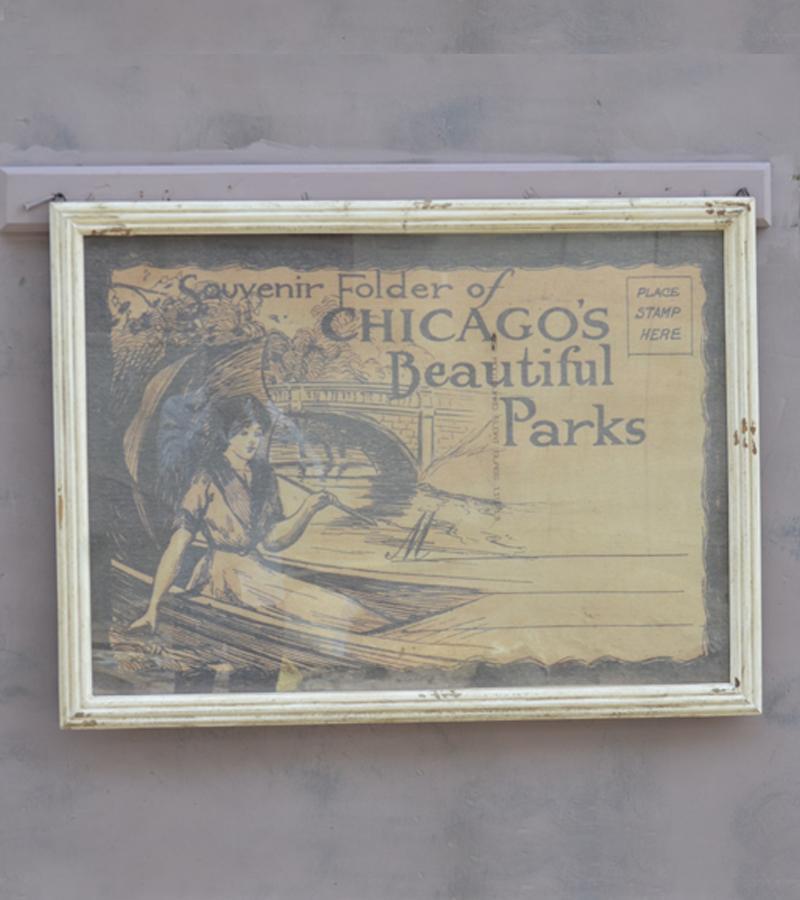 Souvenir Folder of
CHICAGO'S
Beautiful
Parks
PLACE
STAMP
HERE
M